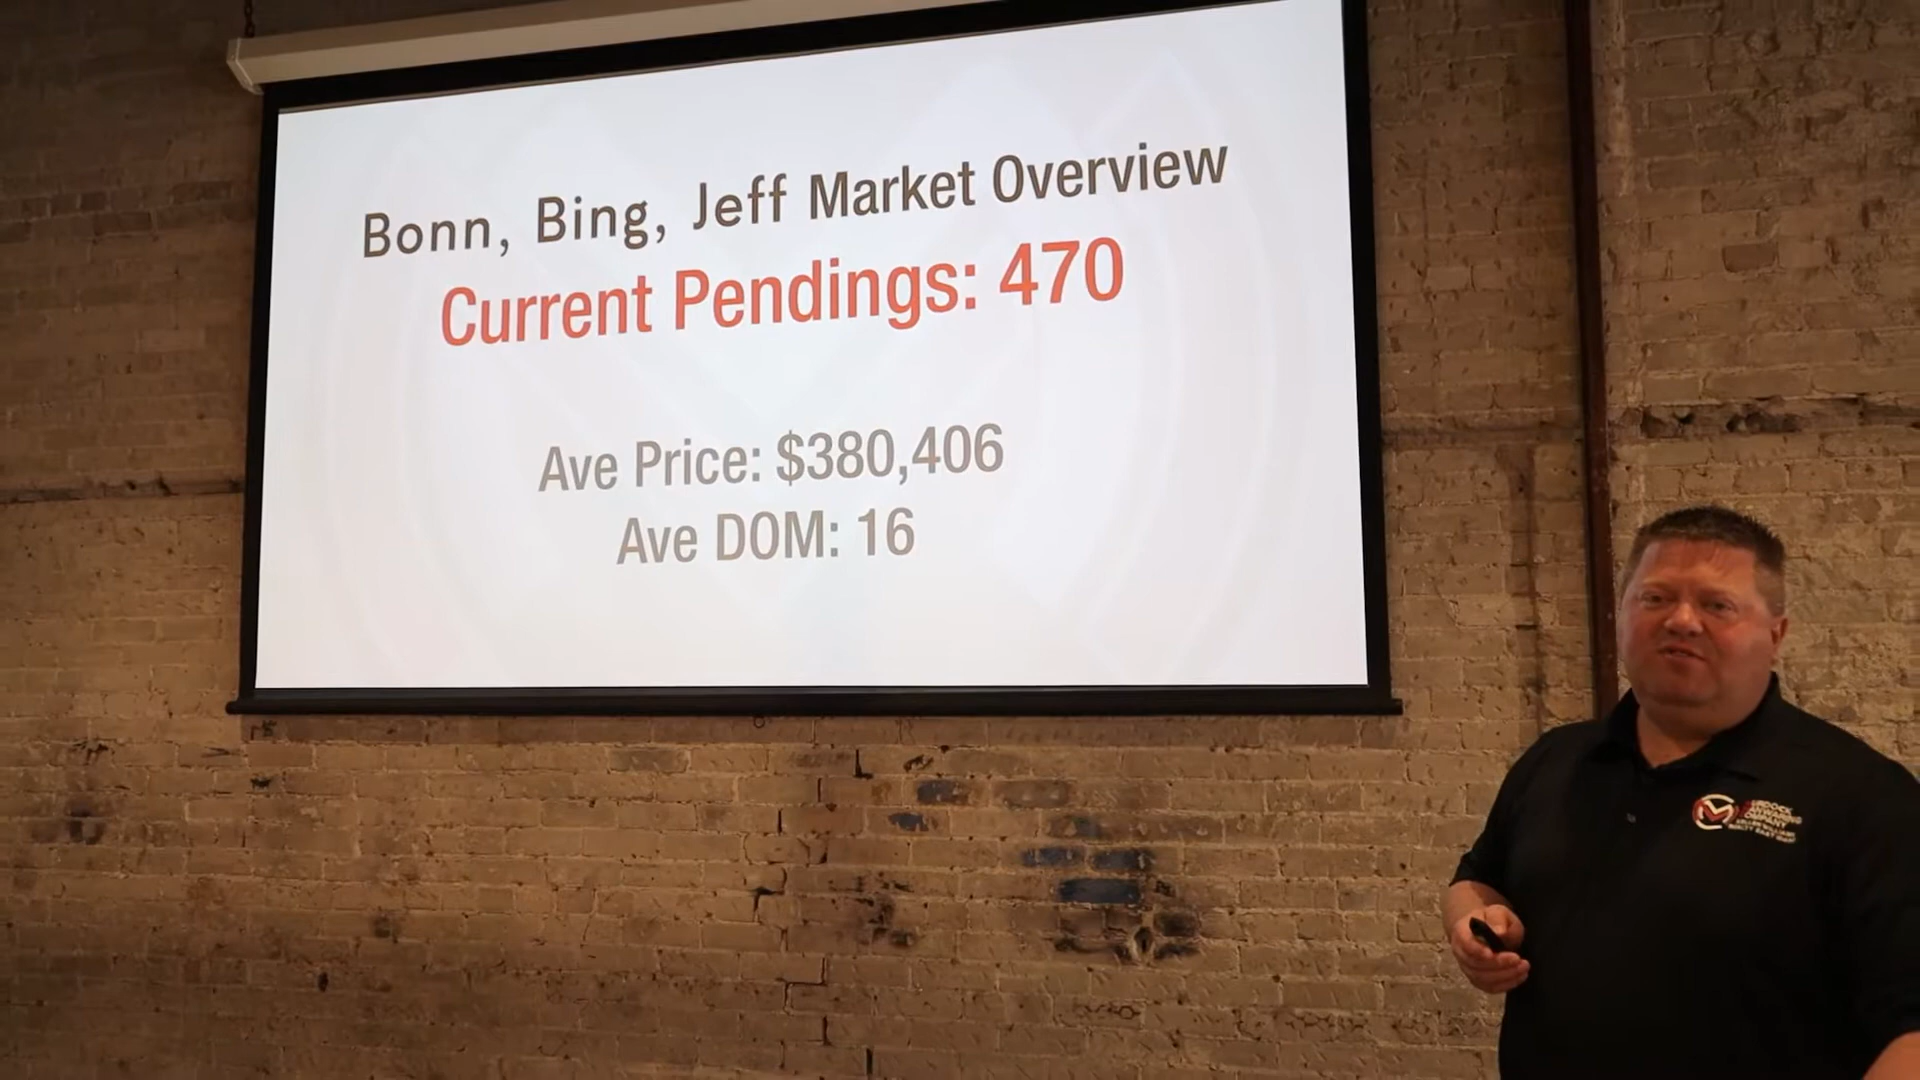 Bonn, Bing, Jeff Market Overview
Current Pendings: 470
Ave Price: $380,406
Ave DOM: 16